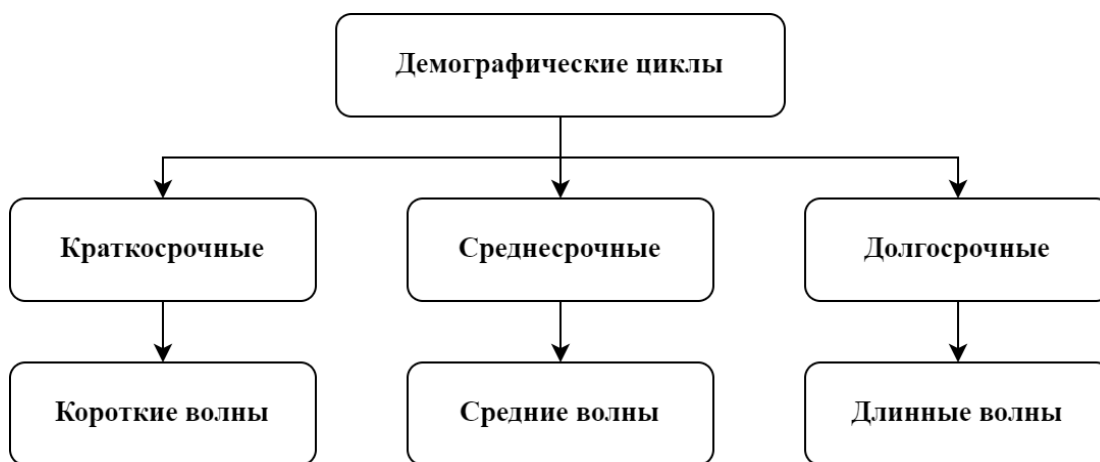 Демографические циклы
Краткосрочные
Среднесрочные
Долгосрочные
Короткие волны
Средние волны
Длинные волны